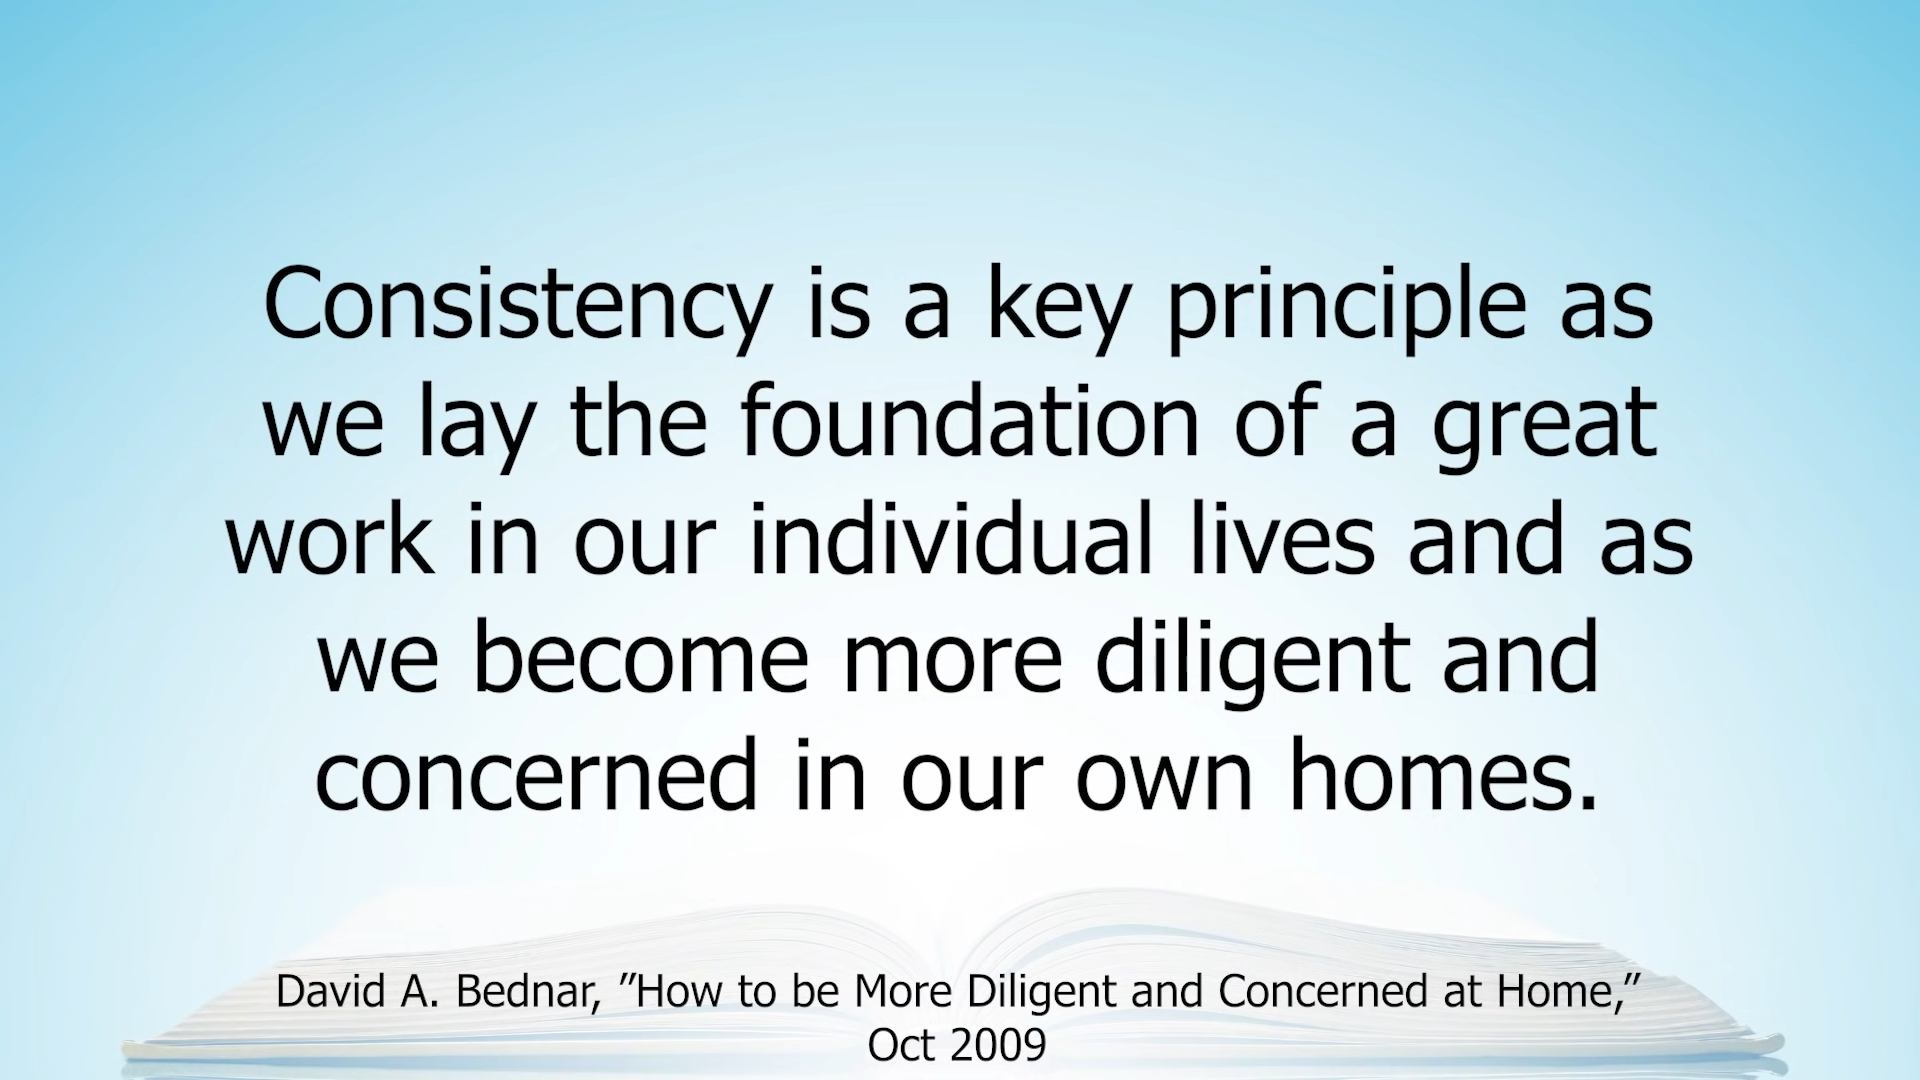 Consistency is a key principle as
we lay the foundation of a great
work in our individual lives and as
we become more diligent and
concerned in our own homes.
David A. Bednar, ”How to be More Diligent and Concerned at Home,”
Oct 2009